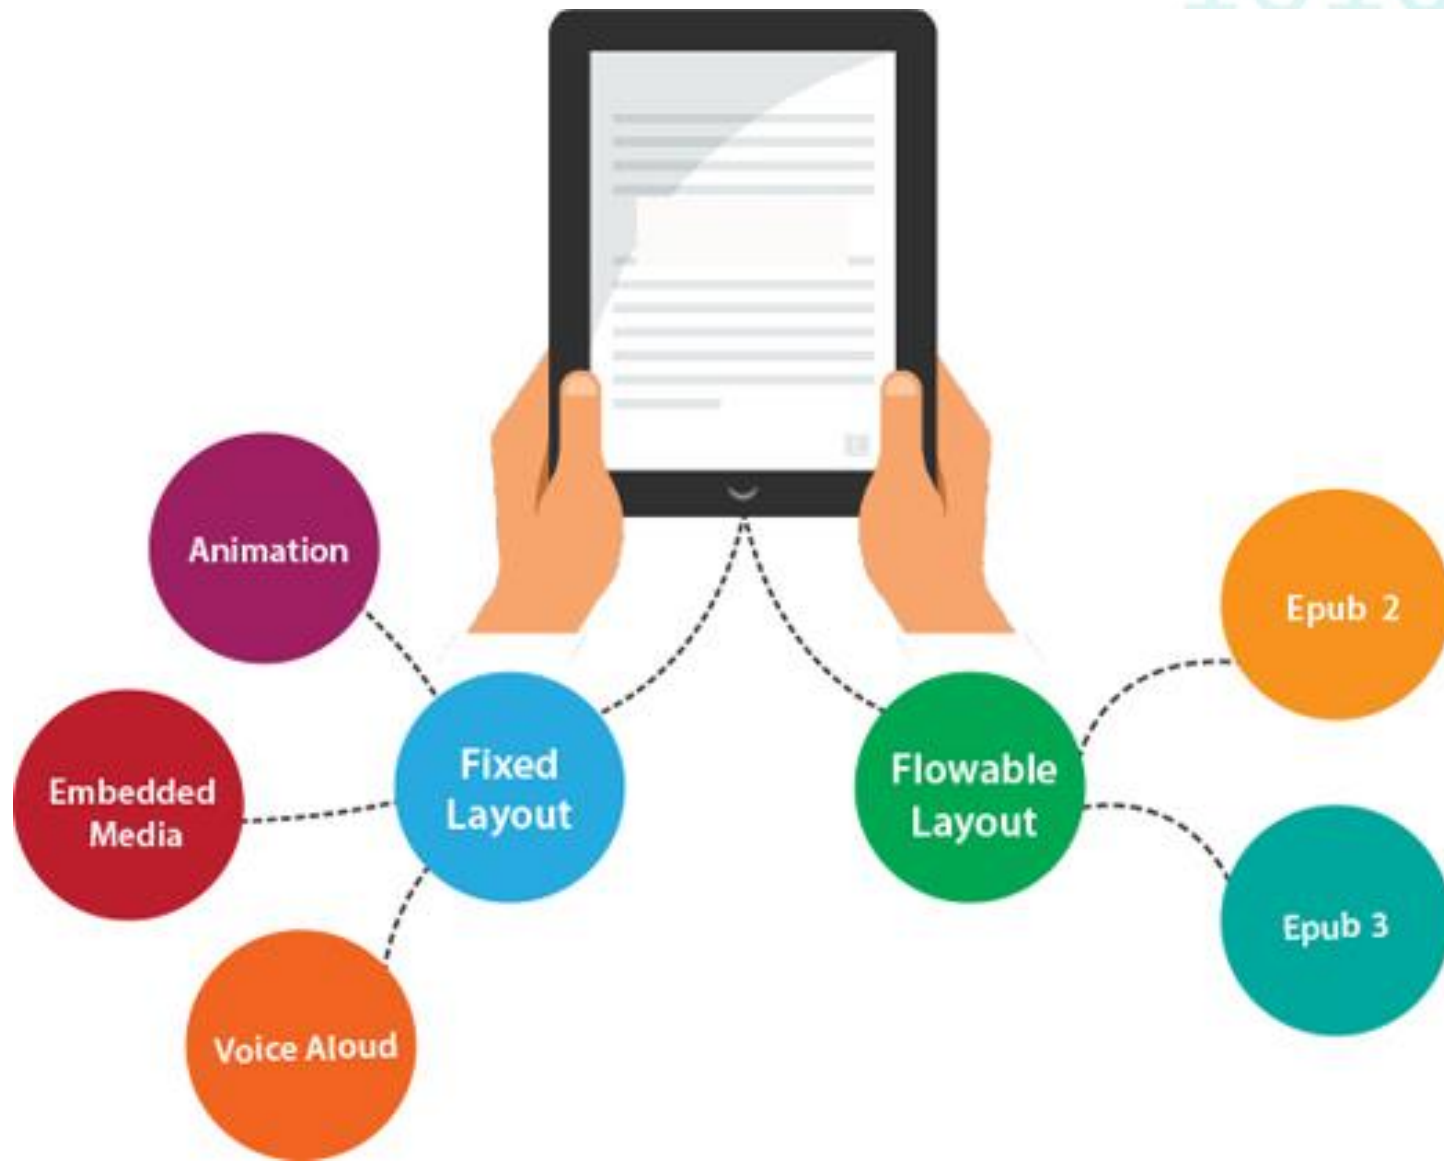 Animation
Embedded
Media
Voice Aloud
Fixed
Layout
Flowable
Layout
Epub 2
Epub 3